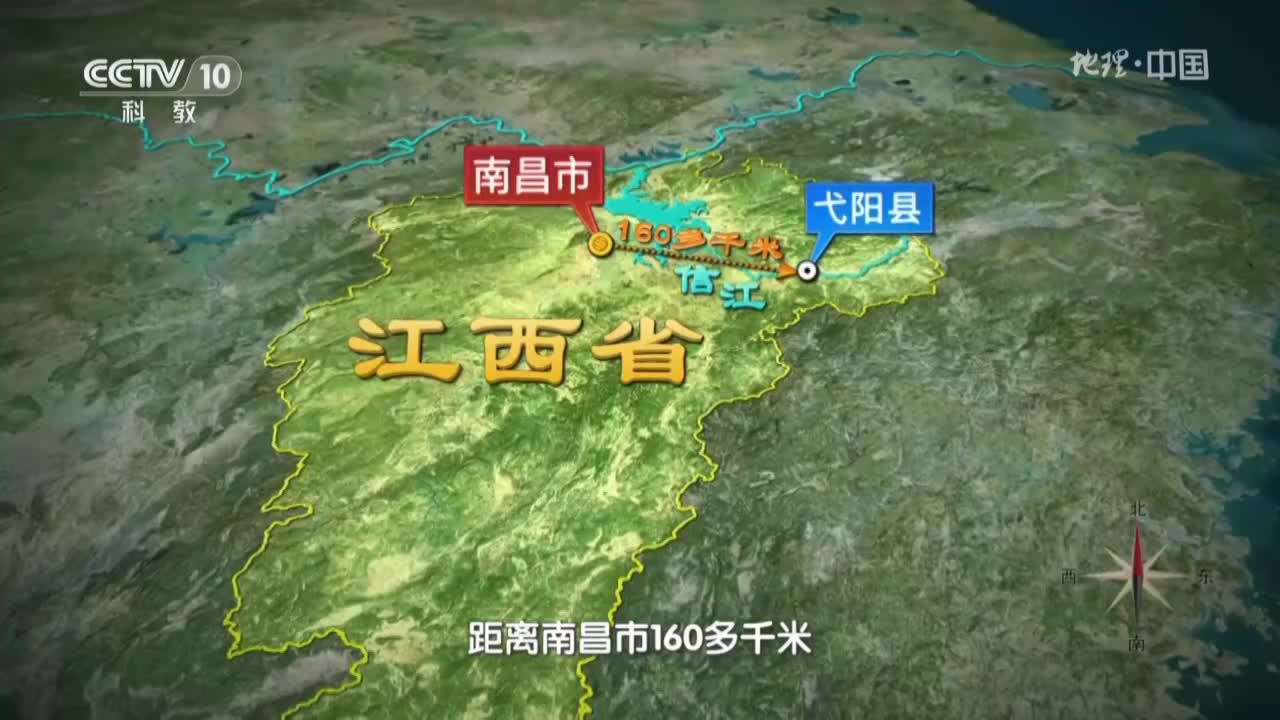 CCTV 10
科教
地理·中国
南昌市
弋阳县
160多千米
信江
江西省
北
西
东
南
距离南昌市160多千米